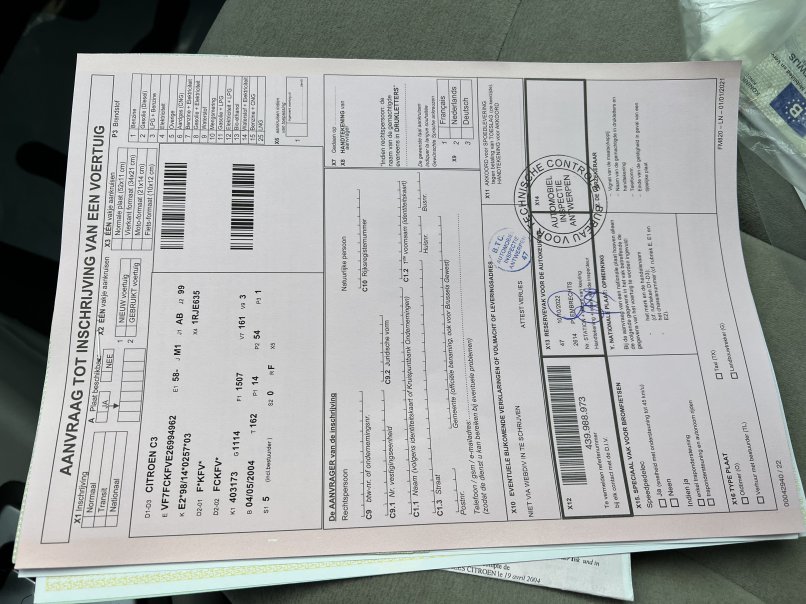 AANVRAAG TOT INSCHRIJVING VAN EEN VOERTUIG
X1 Inschrijving
Normaal
Transit
Nationaal
A Plaat beschikbaar
JA
NEE
X2 ÉÉN vakje aankruisen
1 NIEUW voertuig
2 GEBRUIKT voertuig
X3 ÉÉN vakje aankruisen
Normale plaat (52x11 cm)
Vierkant formaat (34x21 cm)
Moto-formaat (21x14 cm)
Fiets-formaat (10x12 cm)
P3 Brandstof
1 Benzine
2 Gasolie (Diesel)
3 LPG + Benzine
4 Elektriciteit
5 Overige
6 Aardgas (CNG)
7 Benzine + Elektriciteit
8 Gasolie + Elektriciteit
9 Waterstof
10 Mengsmering
11 Gasolie + LPG
12 Elektriciteit + LPG
13 Bio-ethanol
14 Waterstof + Elektriciteit
15 Benzine + CNG
25 LNG
D1-D3 CITROEN C3
E VF7FCKFVE26994962 E1 58- J M1 J1 AB J2 99
K E2*98/14*0257*03 X4 1RJE635
D2-01 F*KFV*
D2-02 FCKFV*
K1 403173 G 1114 F1 1507 V7 161 V9 3
B 04/05/2004 T 162 P1 14 P2 54 P3 1
S1 5 (incl.bestuurder) S2 0 R F X5
X6 aankruisen indien van toepassing
1
De AANVRAGER van de inschrijving
Rechtspersoon
Natuurlijke persoon
C9 btw-nr. of ondernemingsnr.
C10 Rijksregisternummer
C9.1 Nr. vestigingseenheid
C9.2 Juridische vorm
C1.1 Naam (volgens identiteitskaart of Kruispuntbank Ondernemingen)
C1.2 1ste voornaam (identiteitskaart)
C1.3 Straat
Huisnr.
Busnr.
Postnr.
Gemeente (officiële benaming, ook voor Brussels Gewest)
Telefoon / gsm / e-mailadres:
(zodat de dienst u kan bereiken bij eventuele problemen)
X7 Gedaan op
X8 HANDTEKENING van aanvrager
"Indien rechtspersoon: de
naam van de gemachtigde
eveneens in DRUKLETTERS"
De gewenste taal aankruisen
Indiquer la langue souhaitée
Gewünschte Sprache ankreuzen
X9
1 Français
2 Nederlands
3 Deutsch
X10 EVENTUELE BIJKOMENDE VERKLARINGEN OF VOLMACHT OF LEVERINGSADRES
NIET VIA WEBDIV IN TE SCHRIJVEN
ATTEST VERLIES
B.T.C.
AUTOMOBIEL
INSPECTIE
ANTWERPEN
47
X11 AKKOORD voor SPOEDLEVERING
tegen betaling van TOESLAG (zie keerzijde)
HANDTEKENING voor AKKOORD
X12
439.988.973
Te vermelden referentienummer
bij elk contact met de D.I.V.
X13 RESERVEVAK VOOR DE AUTOKEURING
47 10/10/2022
2614 P
Nr. STATION
X14
BUREAU VOOR TECHNISCHE CONTROLE
AUTOMOBIEL
INSPECTIE
ANTWERPEN
X15. SPECIAAL VAK VOOR BROMFIETSEN
Speedpedelec
Ja (snelheid met ondersteuning tot 45 km/u)
Neen
Indien ja
enkel trapondersteuning
trapondersteuning en autonoom rijden
Y. NATIONALE PLAAT: OPMERKING
Bij de aanvraag van een nationale plaat hoeven alleen
de volgende gegevens in het vak betreffende de
gegevens van het voertuig te worden ingevuld:
- het merk en de handelsnaam
(cf. rubrieken D1-D3);
- het chassisnummer (cf. rubriek E, E1 en
E2).
Z. DE VERZEKERAAR
- Vignet van de maatschappij
- Naam van de gemachtigde in drukletters en
handtekening
- Telefoonnr.
- Einde van de geldigheid in geval van een
tijdelijke plaat
X16 TYPE PLAAT
Oldtimer (O)
Taxi (TX)
Verhuur met bestuurder (TL)
Landbouwtrekker (G)
00042940 / 22
FM820 – LN – 01/01/2021
B